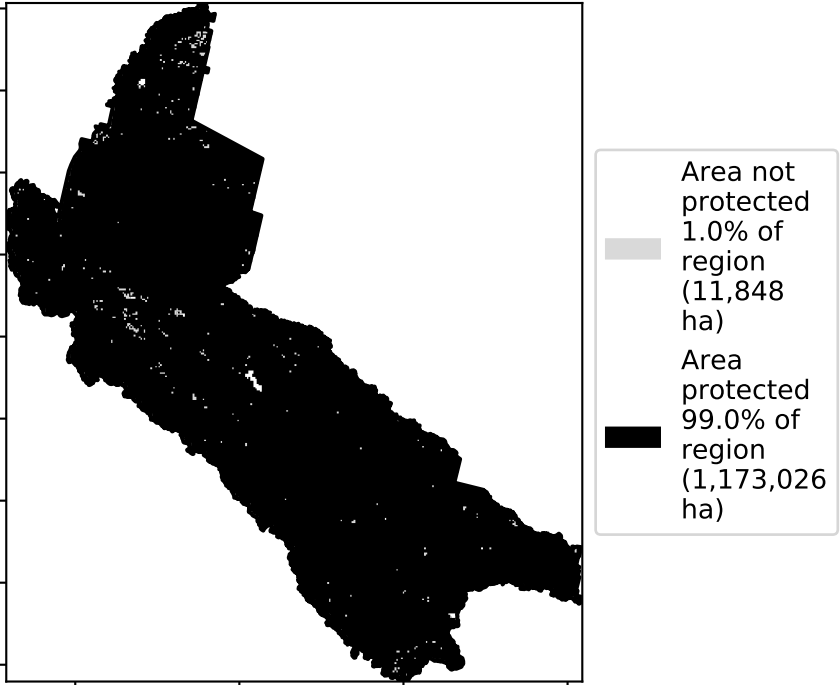 Area not
protected
1.0% of
region
(11,848
ha)
Area
protected
99.0% of
region
(1,173,026
ha)